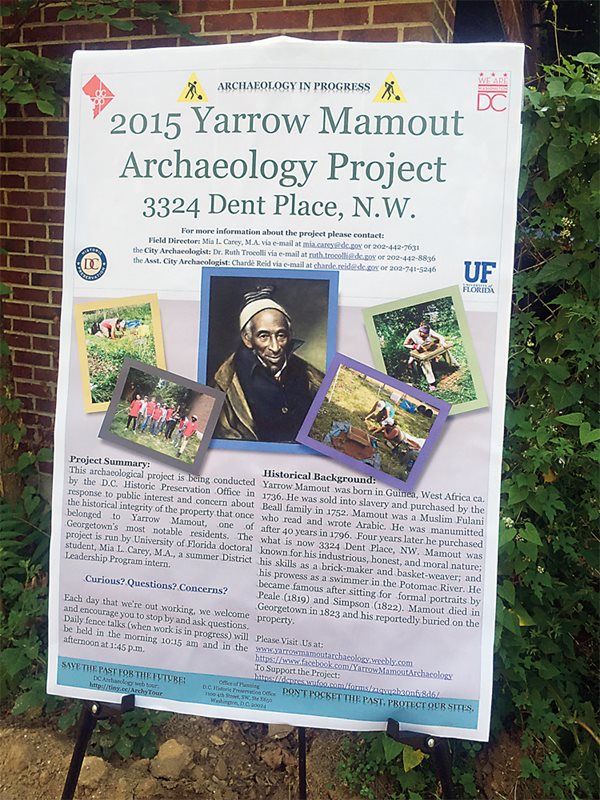 ARCHAEOLOGY IN PROGRESS
WE ARE
WASHINGTON
DC
2015 Yarrow Mamout
Archaeology Project
3324 Dent Place, N.W.
For more information about the project please contact:
Field Director: Mia L. Carey, M.A. via e-mail at mia.carey@dc.gov or 202-442-7631
the City Archaeologist: Dr. Ruth Trocolli via e-mail at ruth.trocolli@dc.gov or 202-442-8836
the Asst. City Archaeologist: Chardé Reid via e-mail at charde.reid@dc.gov or 202-741-5246
DC
UF
UNIVERSITY of
FLORIDA
Project Summary:
This archaeological project is being conducted
by the D.C. Historic Preservation Office in
response to public interest and concern about
the historical integrity of the property that once
belonged to Yarrow Mamout, one of
Georgetown's most notable residents. The
project is run by University of Florida doctoral
student, Mia L. Carey, M.A., a summer District
Leadership Program intern.
Curious? Questions? Concerns?
Each day that we're out working, we welcome
and encourage you to stop by and ask questions.
Daily fence talks (when work is in progress) will
be held in the morning 10:15 am and in the
afternoon at 1:45 p.m.
Historical Background:
Yarrow Mamout was born in Guinea, West Africa ca.
1736. He was sold into slavery and purchased by the
Beall family in 1752. Mamout was a Muslim Fulani
who read and wrote Arabic. He was manumitted
after 40 years in 1796. Four years later he purchased
what is now 3324 Dent Place, NW. Mamout was
known for his industrious, honest, and moral nature;
his skills as a brick-maker and basket-weaver; and
his prowess as a swimmer in the Potomac River. He
became famous after sitting for formal portraits by
Peale (1819) and Simpson (1822). Mamout died in
Georgetown in 1823 and his reportedly buried on the
property.
Please Visit Us at:
www.yarrowmamoutarchaeology.weebly.com
https://www.facebook.com/YarrowMamoutArchaeology
To Support the Project:
SAVE THE PAST FOR THE FUTURE!
DC Archaeology web tour:
http://tiny.cc/ArchyTour
Office of Planning
D.C. Historic Preservation Office
1100 4th Street, SW, Ste E650
Washington, D.C. 20024
DON'T POCKET THE PAST, PROTECT OUR SITES.